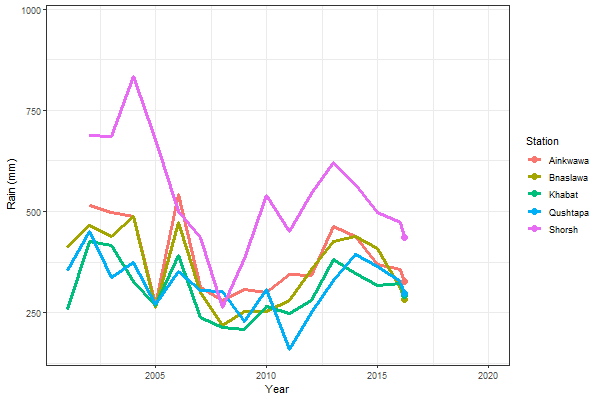 1000
750
500
250
Rain (mm)
2005
2010
2015
2020
Year
Station
Ainkwawa
Bnaslawa
Khabat
Qushtapa
Shorsh